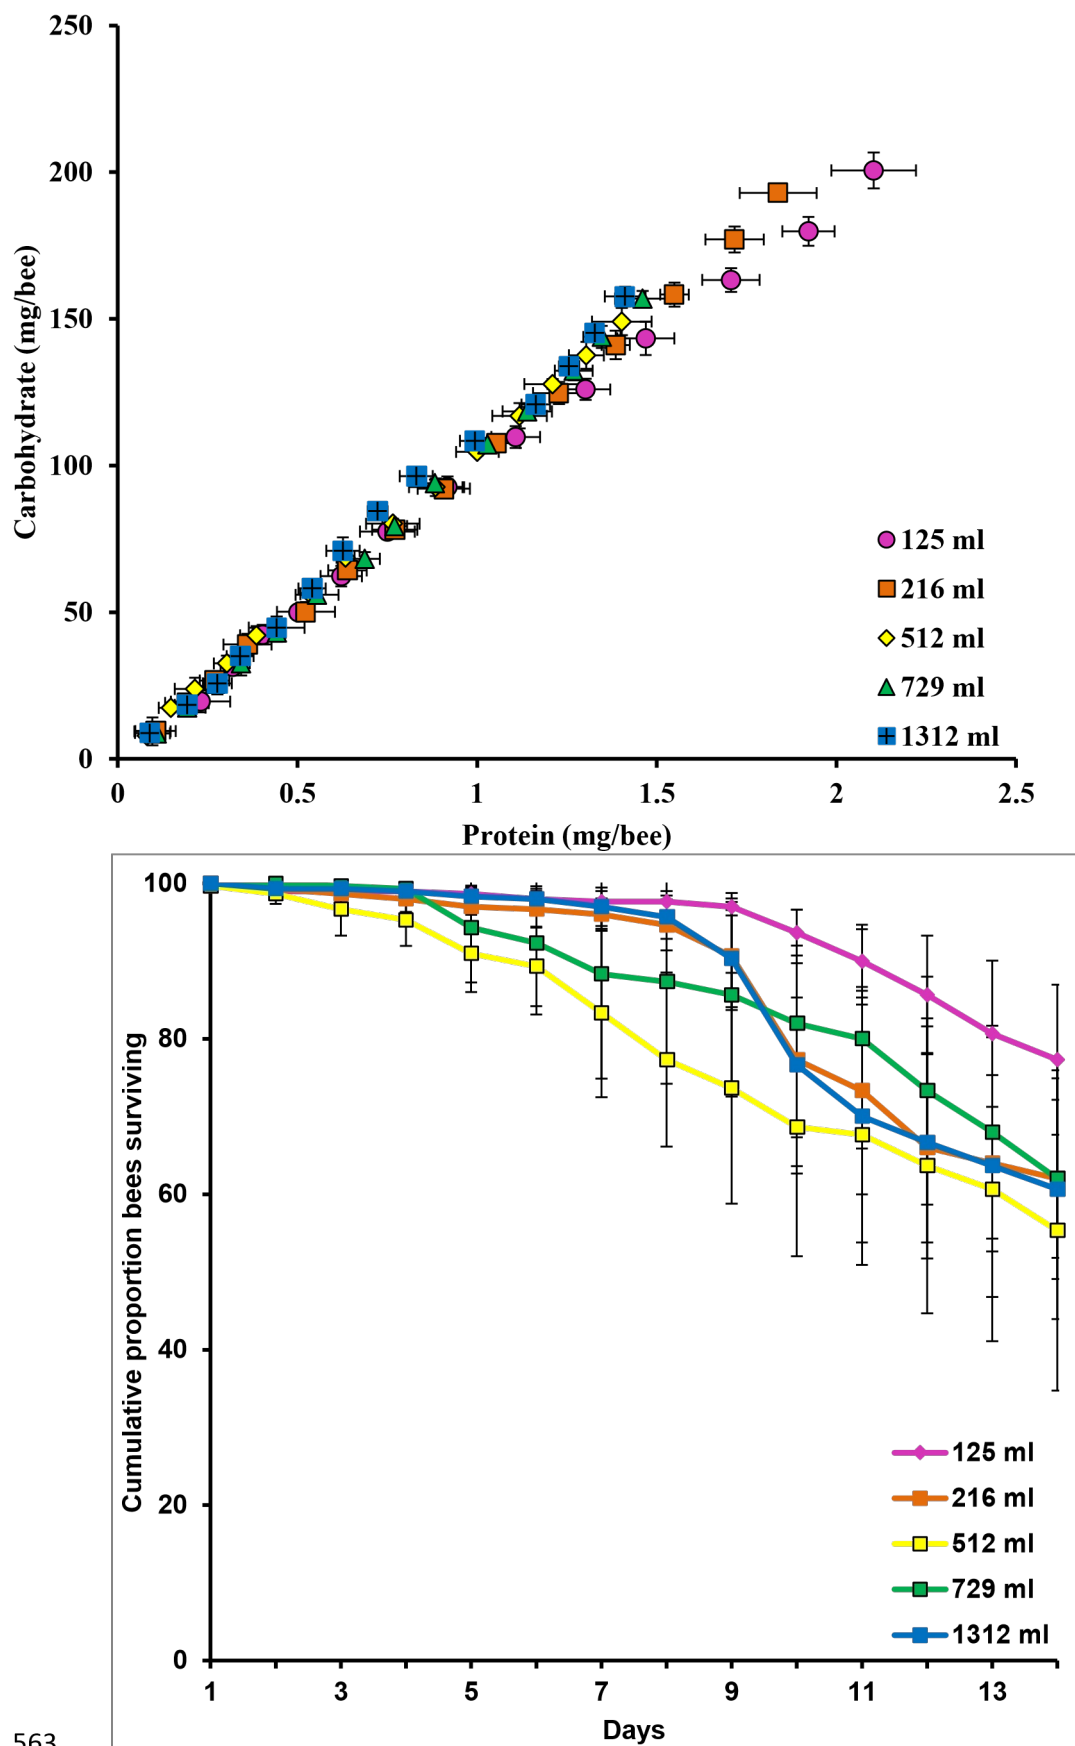 250
200
150
100
50
0
Carbohydrate (mg/bee)
125 ml
216 ml
512 ml
729 ml
1312 ml
0 0.5 1 1.5 2 2.5
Protein (mg/bee)
100
80
60
40
20
0
Cumulative proportion bees surviving
125 ml
216 ml
512 ml
729 ml
1312 ml
1 3 5 7 9 11 13
Days
563